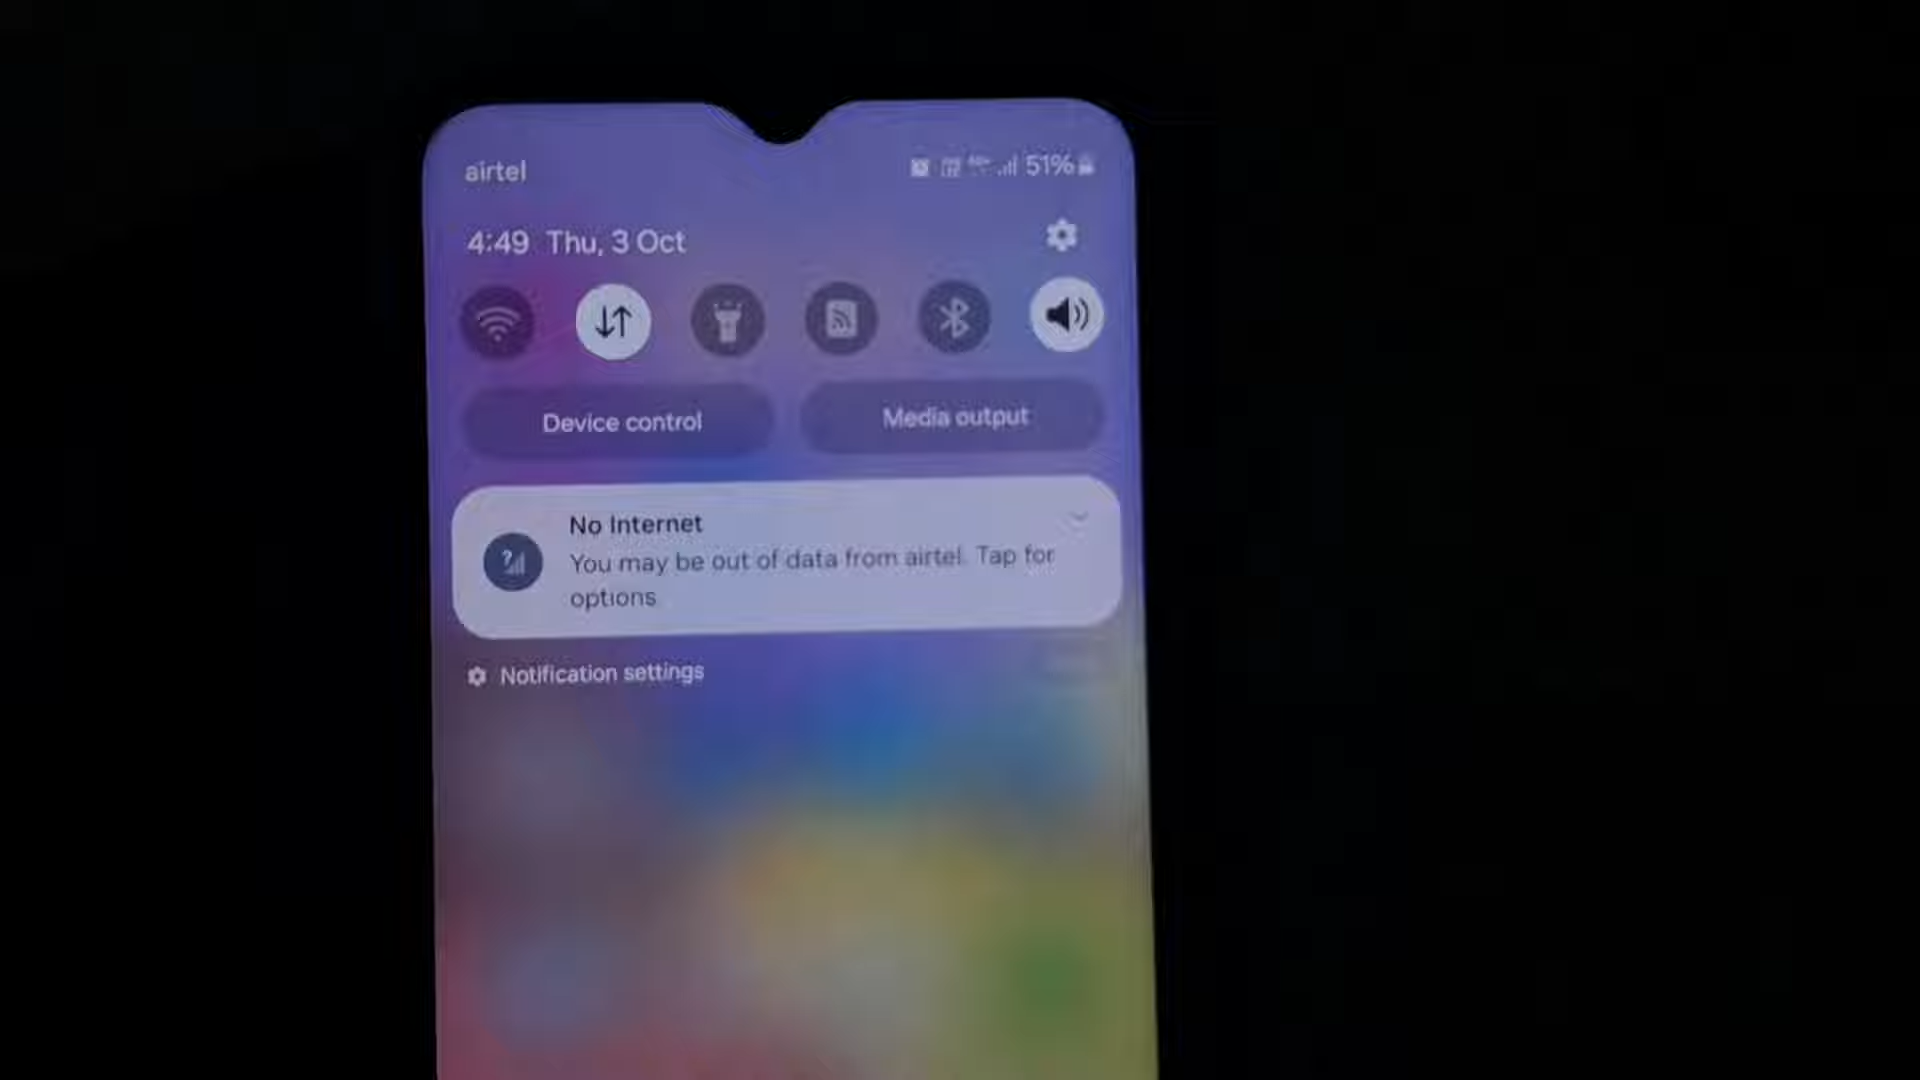 airtel 51%
4:49 Thu, 3 Oct
Device control Media output
No Internet
You may be out of data from airtel. Tap for
options.
Notification settings